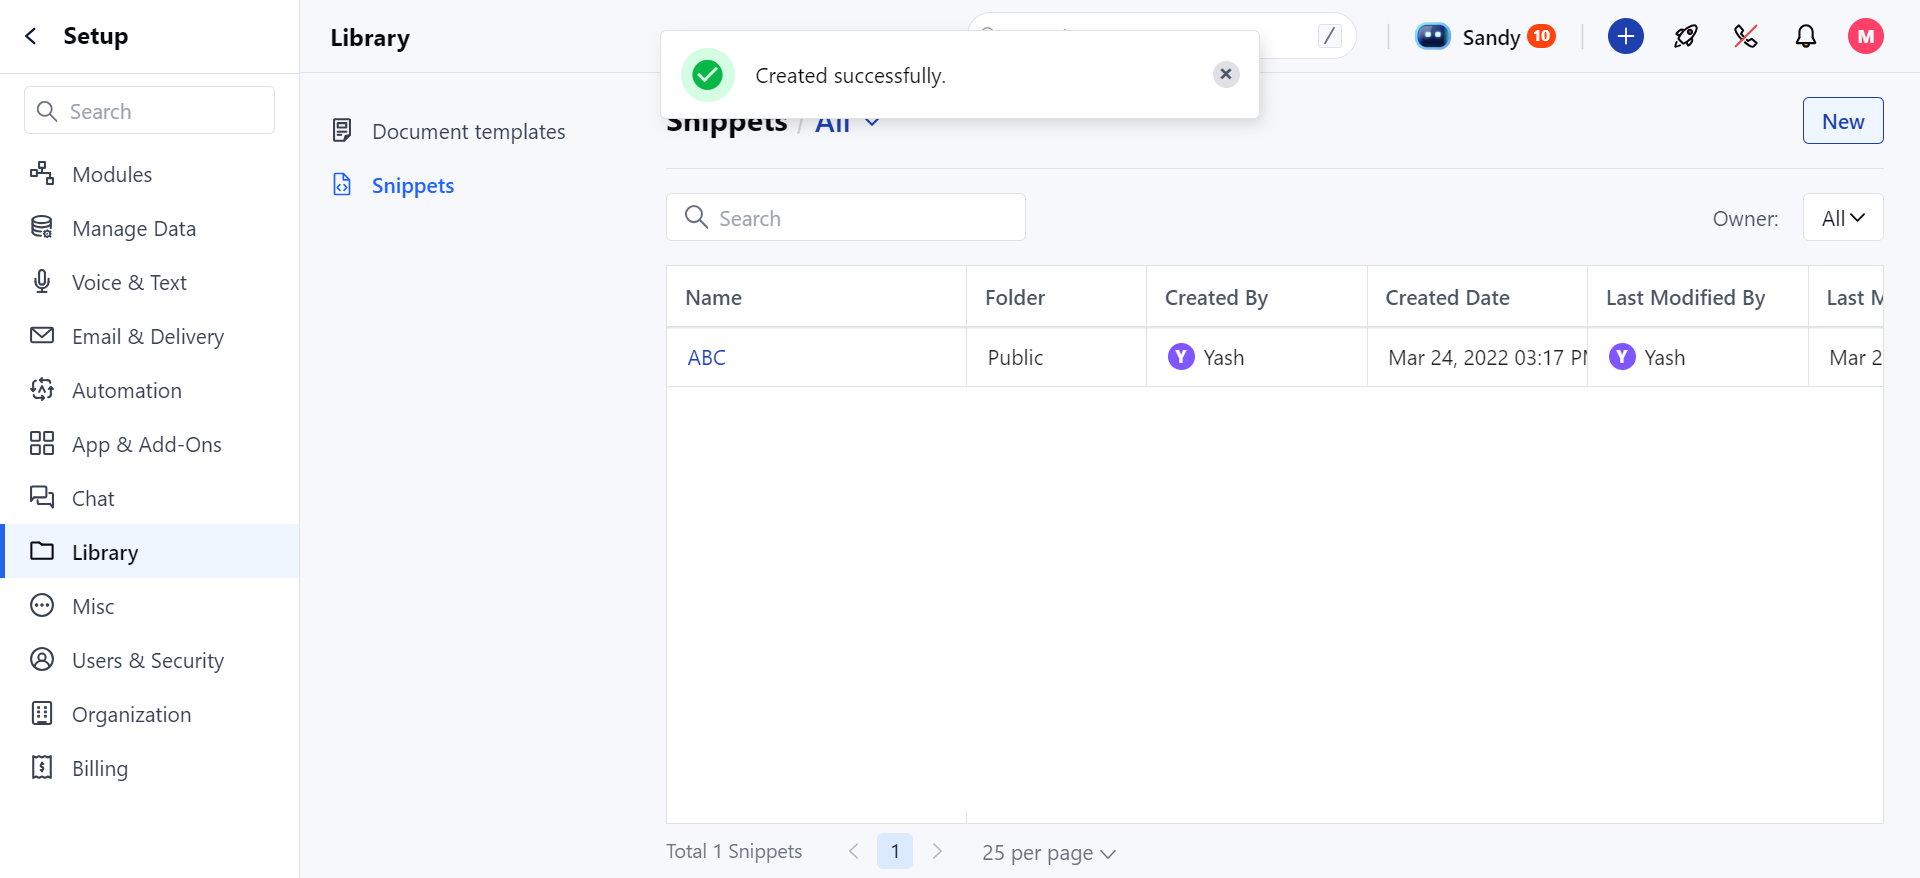 Setup
Library
/
Sandy 10
M
Created successfully.
Search
Modules
Manage Data
Voice & Text
Email & Delivery
Automation
App & Add-Ons
Chat
Library
Misc
Users & Security
Organization
Billing
Document templates
Snippets
Snippets / All
New
Search
Owner: All
Name Folder Created By Created Date Last Modified By Last M
ABC Public Y Yash Mar 24, 2022 03:17 PM Y Yash Mar 2
Total 1 Snippets 1 25 per page